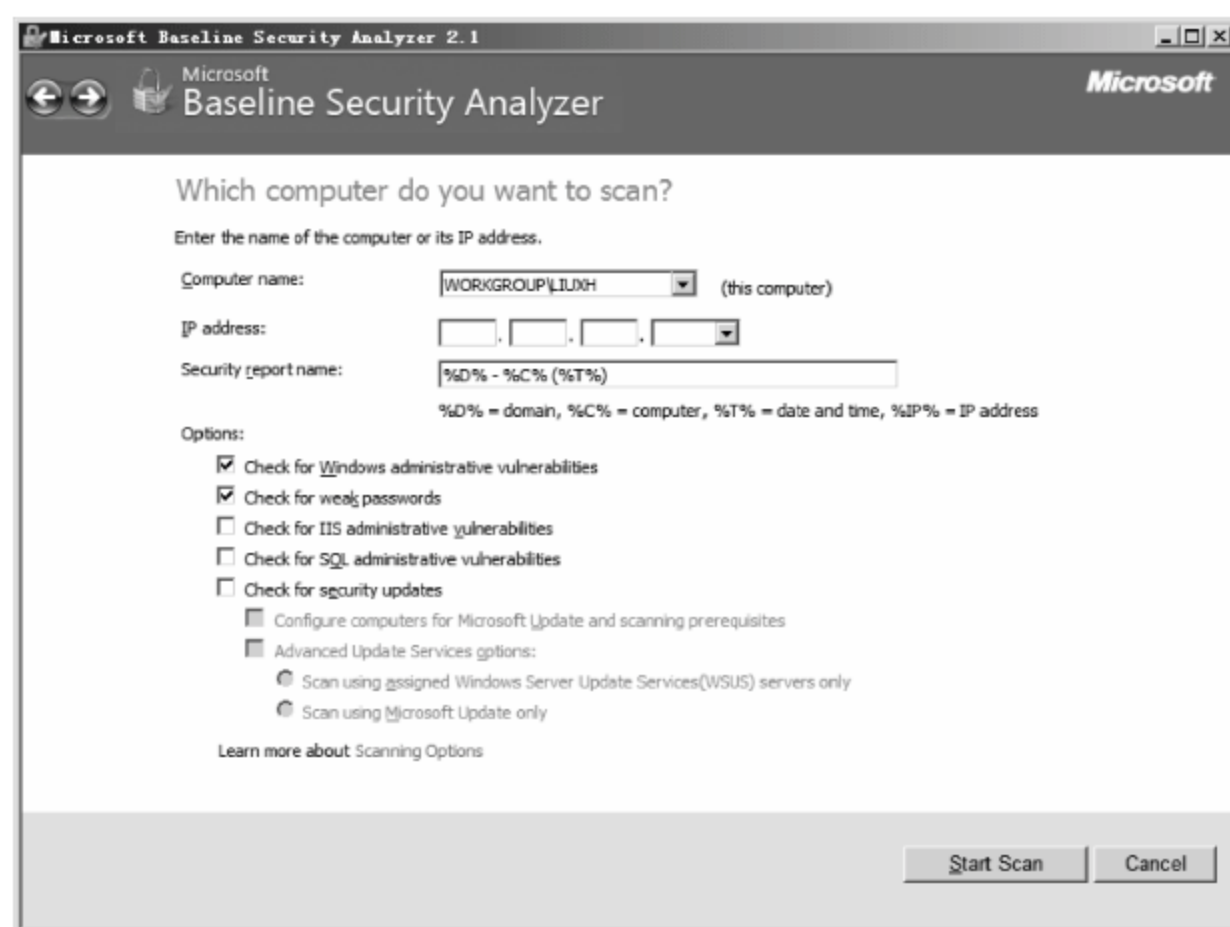 Microsoft Baseline Security Analyzer 2.1
Microsoft
Baseline Security Analyzer
Microsoft
Which computer do you want to scan?
Enter the name of the computer or its IP address.
Computer name: WORKGROUP\LIUXH (this computer)
IP address: . . .
Security report name: %D% - %C% (%T%)
%D% = domain, %C% = computer, %T% = date and time, %IP% = IP address
Options:
Check for Windows administrative vulnerabilities
Check for weak passwords
Check for IIS administrative vulnerabilities
Check for SQL administrative vulnerabilities
Check for security updates
Configure computers for Microsoft Update and scanning prerequisites
Advanced Update Services options:
Scan using assigned Windows Server Update Services(WSUS) servers only
Scan using Microsoft Update only
Learn more about Scanning Options
Start Scan Cancel